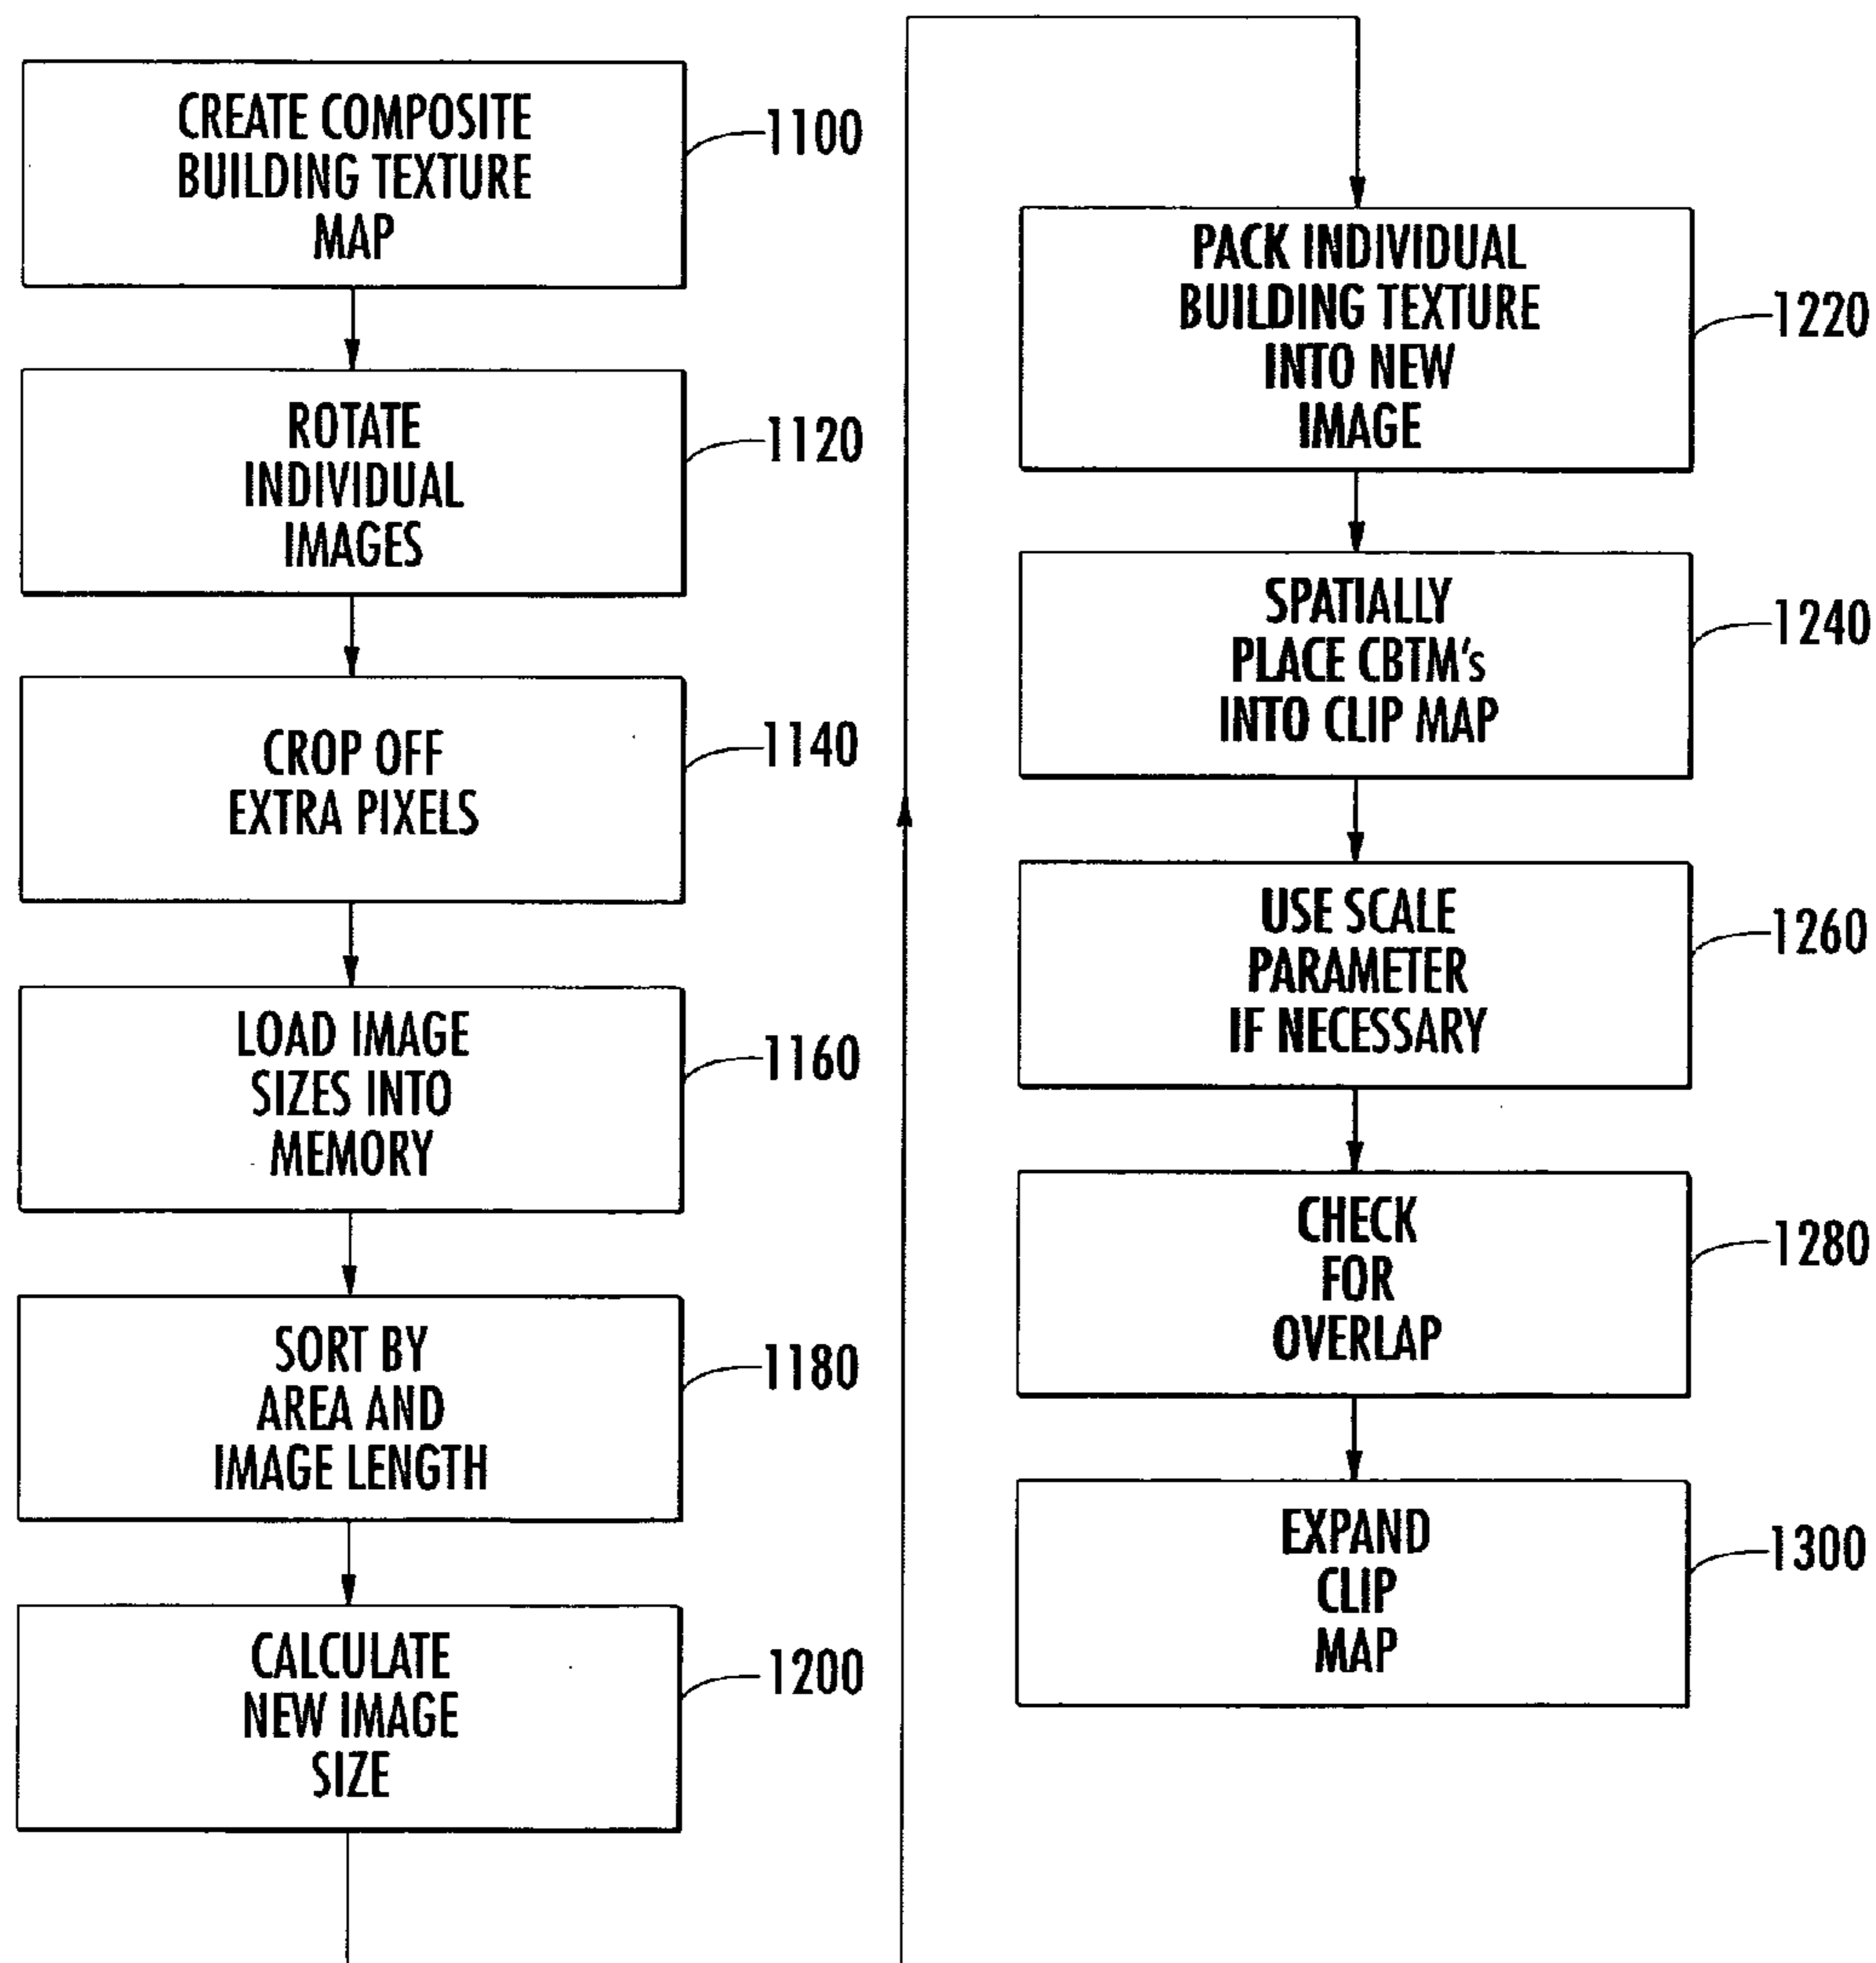 CREATE COMPOSITE
BUILDING TEXTURE
MAP
1100
ROTATE
INDIVIDUAL
IMAGES
1120
CROP OFF
EXTRA PIXELS
1140
LOAD IMAGE
SIZES INTO
MEMORY
1160
SORT BY
AREA AND
IMAGE LENGTH
1180
CALCULATE
NEW IMAGE
SIZE
1200
PACK INDIVIDUAL
BUILDING TEXTURE
INTO NEW
IMAGE
1220
SPATIALLY
PLACE CBTM's
INTO CLIP MAP
1240
USE SCALE
PARAMETER
IF NECESSARY
1260
CHECK
FOR
OVERLAP
1280
EXPAND
CLIP
MAP
1300